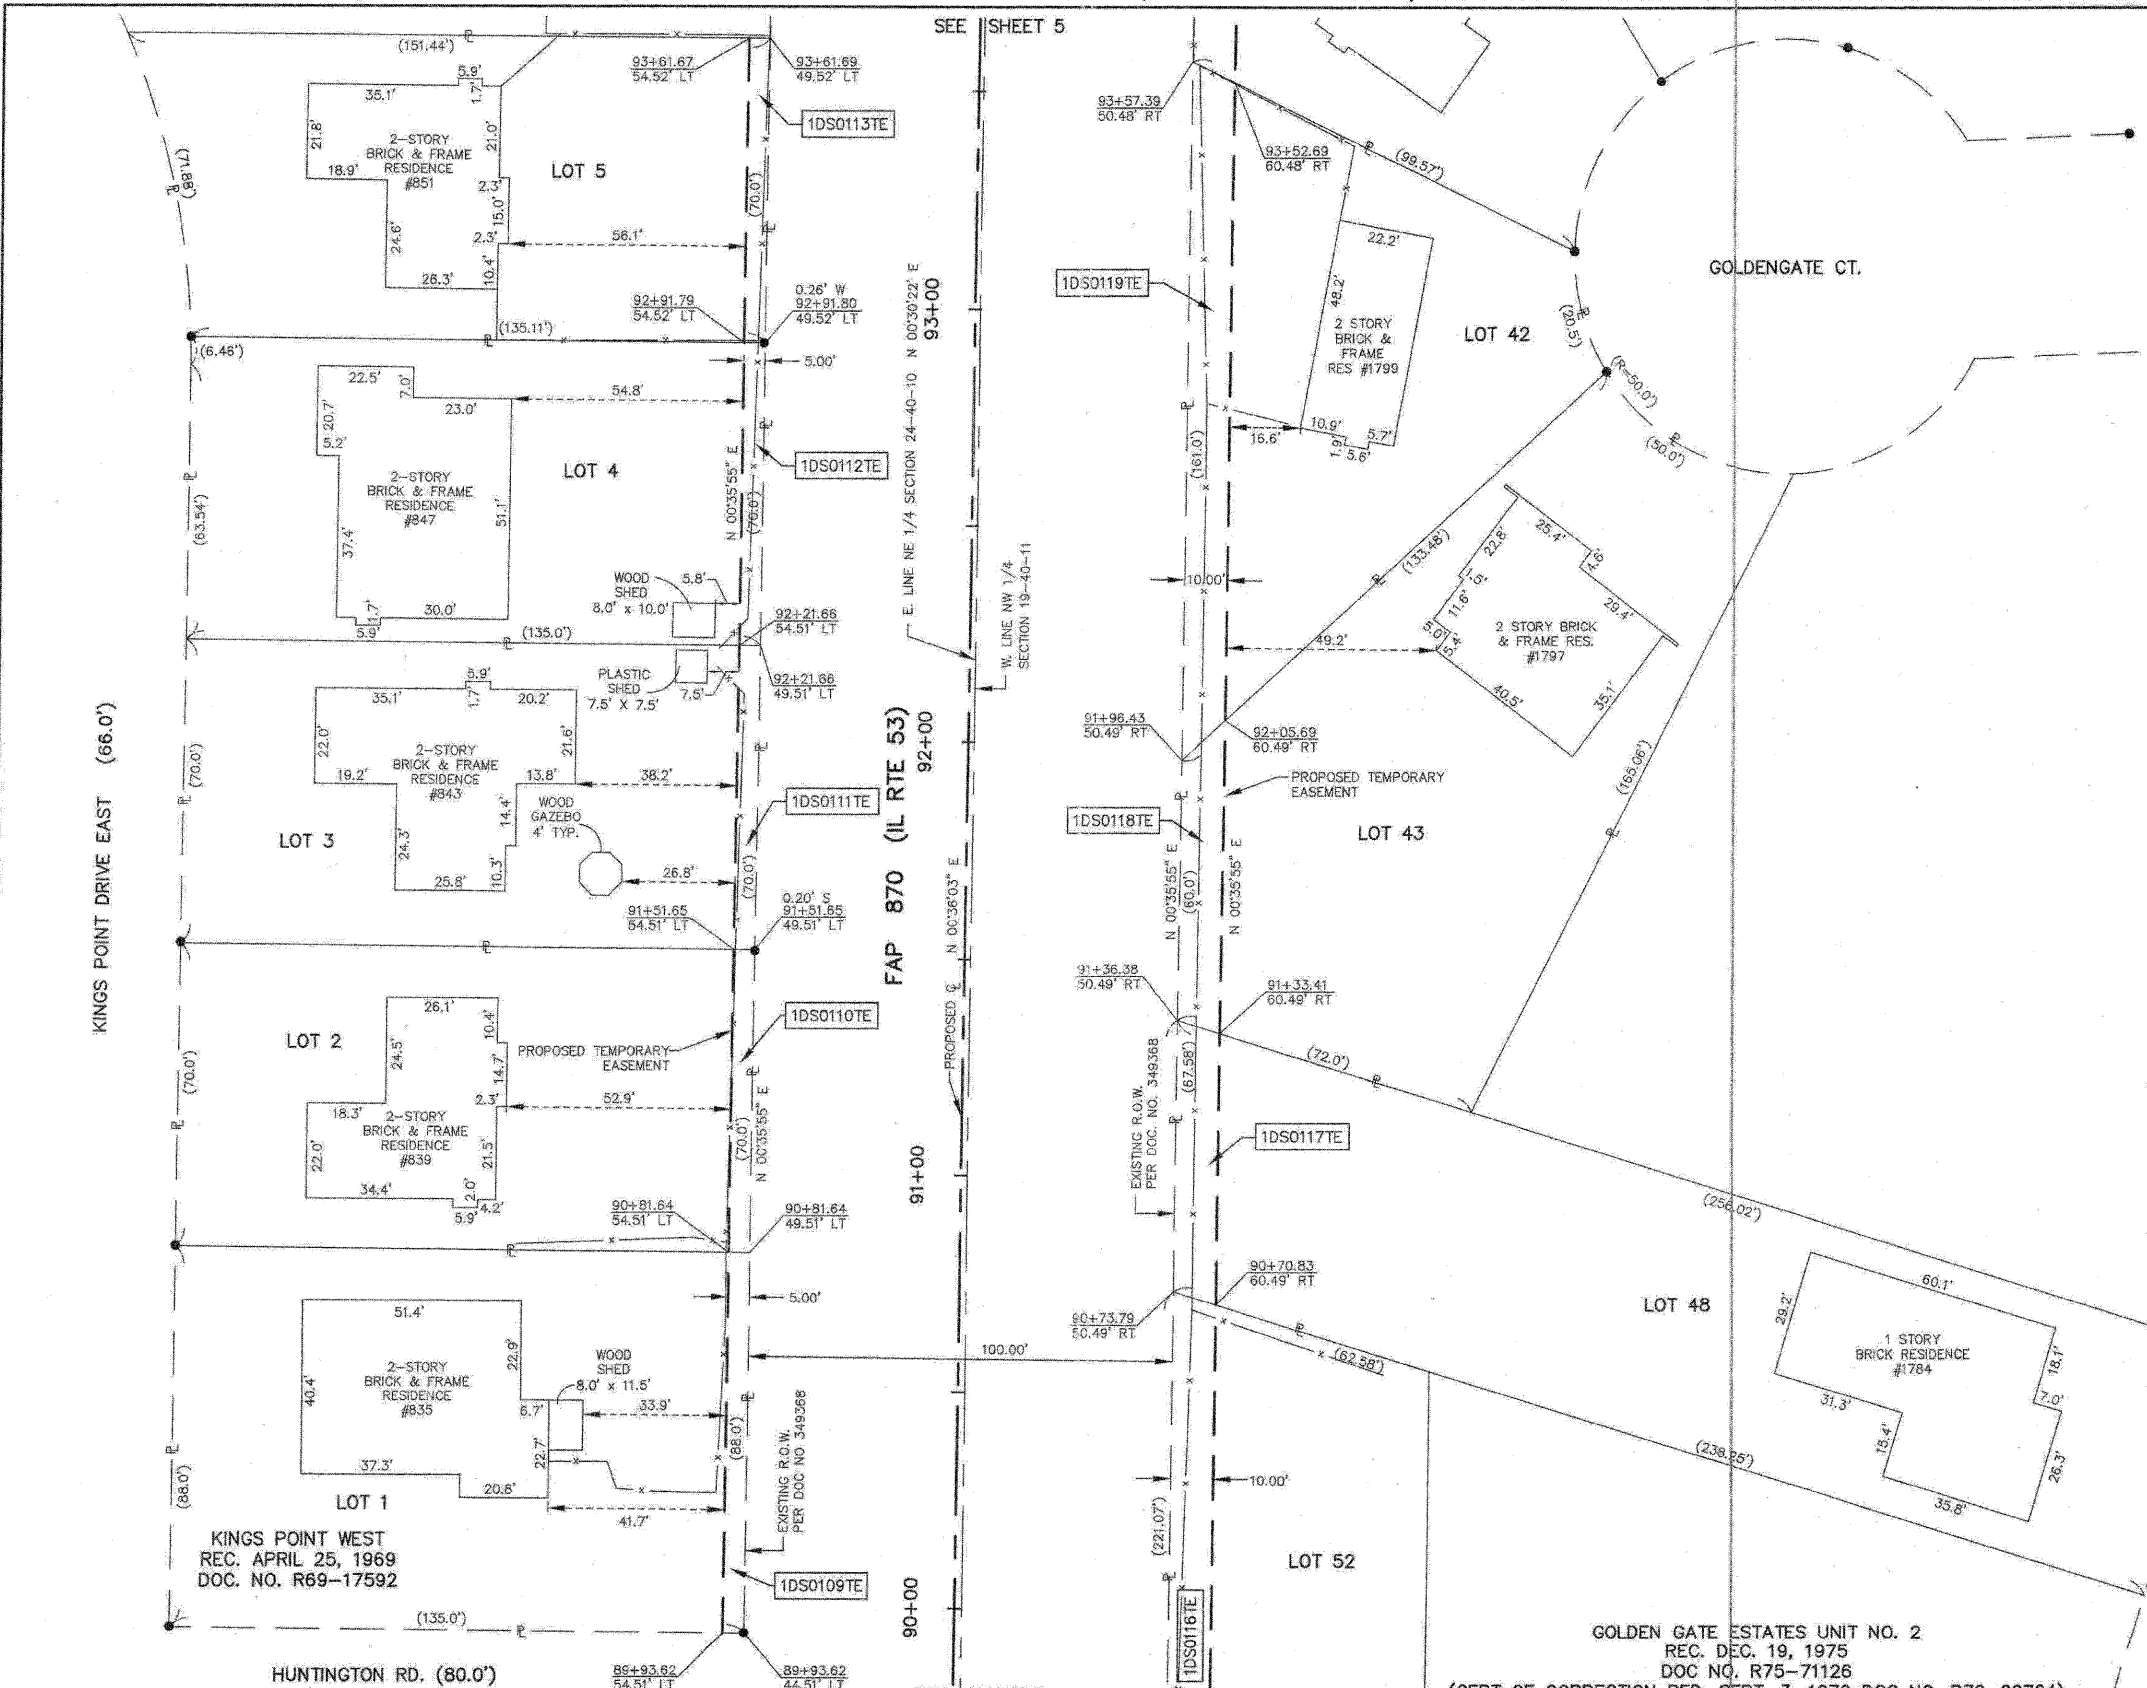 SEE SHEET 5
(151.44')
93+61.67
54.52' LT
93+61.69
49.52' LT
1DS0113TE
5.9'
35.1'
1.7'
21.8'
2-STORY
BRICK & FRAME
RESIDENCE
#851
21.0'
18.9'
2.3'
15.0'
24.6'
2.3'
10.4'
26.3'
LOT 5
56.1'
(70.0')
(71.88')
92+91.79
54.52' LT
0.26' W
92+91.80
49.52' LT
(135.11')
(6.46')
5.00'
22.5'
7.0'
23.0'
54.8'
20.7'
5.2'
2-STORY
BRICK & FRAME
RESIDENCE
#847
37.4'
51.1'
LOT 4
1DS0112TE
N 00°35'55" E
(70.0')
(63.54')
WOOD
SHED
8.0' x 10.0'
5.8'
1.7'
30.0'
5.9'
(135.0')
92+21.66
54.51' LT
92+21.66
49.51' LT
PLASTIC
SHED
7.5' X 7.5'
7.5'
5.9'
35.1'
1.7'
20.2'
22.0'
21.6'
2-STORY
BRICK & FRAME
RESIDENCE
#843
19.2'
13.8'
38.2'
14.4'
24.3'
10.3'
25.8'
WOOD
GAZEBO
4' TYP.
26.8'
LOT 3
1DS0111TE
(70.0')
(70.0')
KINGS POINT DRIVE EAST (66.0')
91+51.65
54.51' LT
0.20' S
91+51.65
49.51' LT
26.1'
10.4'
24.5'
14.7'
LOT 2
PROPOSED TEMPORARY
EASEMENT
1DS0110TE
18.3'
2.3'
52.9'
2-STORY
BRICK & FRAME
RESIDENCE
#839
22.0'
21.5'
34.4'
2.0'
4.2'
5.9'
(70.0')
(70.0')
N 00°35'55" E
90+81.64
54.51' LT
90+81.64
49.51' LT
5.00'
51.4'
22.9'
40.4'
2-STORY
BRICK & FRAME
RESIDENCE
#835
WOOD
SHED
8.0' x 11.5'
6.7'
33.9'
22.7'
37.3'
20.8'
41.7'
LOT 1
(88.0')
(88.0')
EXISTING R.O.W.
PER DOC NO 349368
KINGS POINT WEST
REC. APRIL 25, 1969
DOC. NO. R69-17592
1DS0109TE
(135.0')
HUNTINGTON RD. (80.0')
89+93.62
54.51' LT
89+93.62
44.51' LT
E. LINE NE 1/4 SECTION 24-40-10 N 00°30'22" E
93+00
W. LINE NW 1/4
SECTION 19-40-11
FAP 870 (IL RTE 53)
92+00
PROPOSED ℄ N 00°36'03" E
91+00
100.00'
90+00
93+57.39
50.48' RT
93+52.69
60.48' RT
(99.57')
GOLDENGATE CT.
1DS0119TE
22.2'
48.2'
2 STORY
BRICK &
FRAME
RES #1799
LOT 42
(20.5')
(R=50.0')
(50.0')
10.9'
5.7'
1.9'
5.6'
16.6'
(161.0')
10.00'
(133.48')
25.4'
22.8'
4.6'
1.5'
11.6'
29.4'
5.0'
5.4'
2 STORY BRICK
& FRAME RES.
#1797
49.2'
40.5'
35.1'
91+96.43
50.49' RT
92+05.69
60.49' RT
PROPOSED TEMPORARY
EASEMENT
1DS0118TE
LOT 43
(165.06')
N 00°35'55" E
(60.0')
N 00°35'55" E
91+36.38
50.49' RT
91+33.41
60.49' RT
(72.0')
(67.58')
EXISTING R.O.W.
PER DOC. NO. 349368
1DS0117TE
(256.02')
90+70.83
60.49' RT
90+73.79
50.49' RT
(62.58')
LOT 48
60.1'
29.2'
1 STORY
BRICK RESIDENCE
#1784
18.1'
7.0'
31.3'
15.4'
26.3'
35.8'
(238.25')
10.00'
(221.07')
LOT 52
1DS0116TE
GOLDEN GATE ESTATES UNIT NO. 2
REC. DEC. 19, 1975
DOC NO. R75-71126